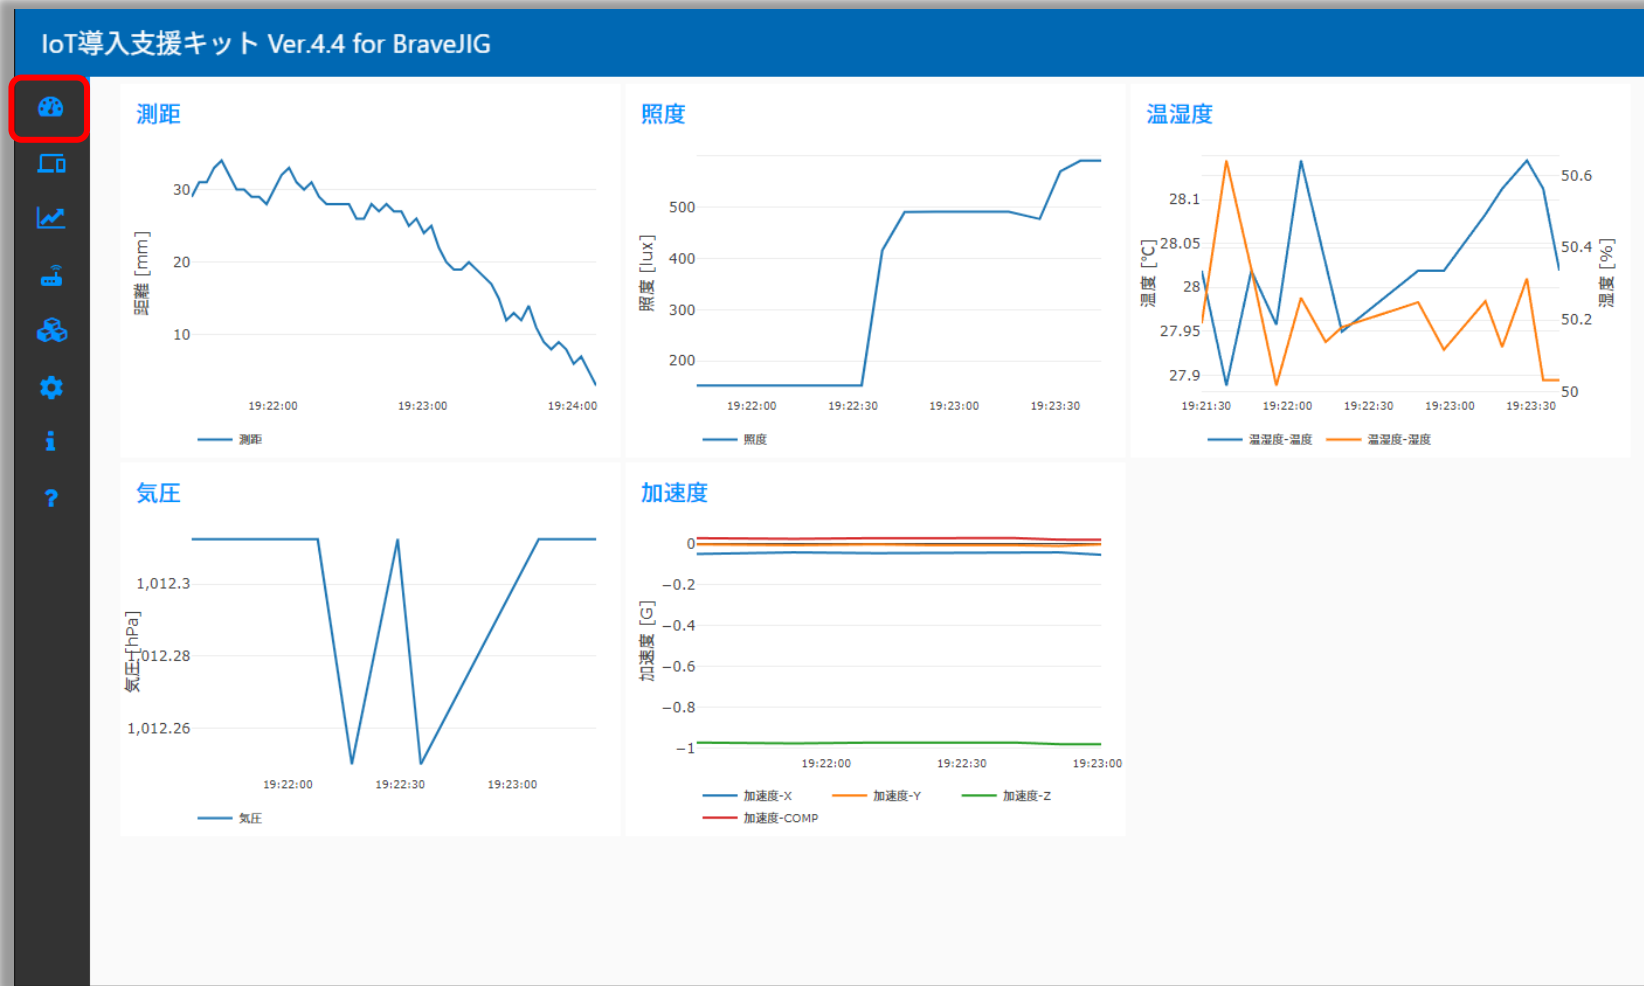 IoT導入支援キット Ver.4.4 for BraveJIG
測距
距離 [mm]
30
20
10
19:22:00
19:23:00
19:24:00
測距
照度
照度 [lux]
500
400
300
200
19:22:00
19:22:30
19:23:00
19:23:30
照度
温湿度
温度 [℃]
28.1
28.05
28
27.95
27.9
湿度 [%]
50.6
50.4
50.2
50
19:21:30
19:22:00
19:22:30
19:23:00
19:23:30
温湿度-温度
温湿度-湿度
気圧
気圧 [hPa]
1,012.3
1,012.28
1,012.26
19:22:00
19:22:30
19:23:00
気圧
加速度
加速度 [G]
0
−0.2
−0.4
−0.6
−0.8
−1
19:22:00
19:22:30
19:23:00
加速度-X
加速度-Y
加速度-Z
加速度-COMP